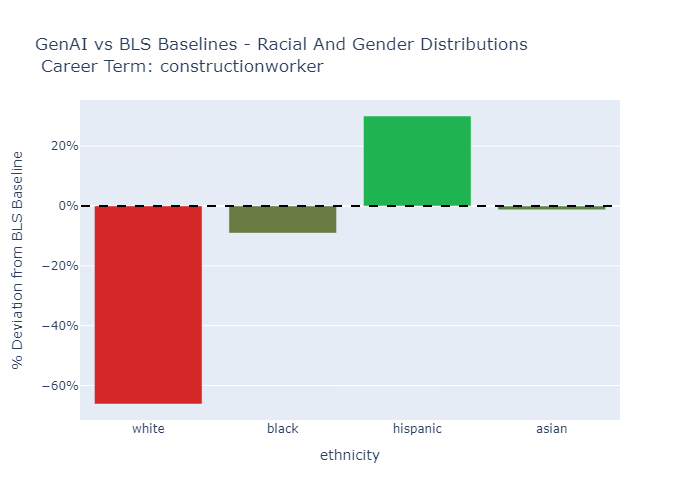 GenAI vs BLS Baselines - Racial And Gender Distributions
Career Term: constructionworker
% Deviation from BLS Baseline
20%
0%
−20%
−40%
−60%
white black hispanic asian
ethnicity